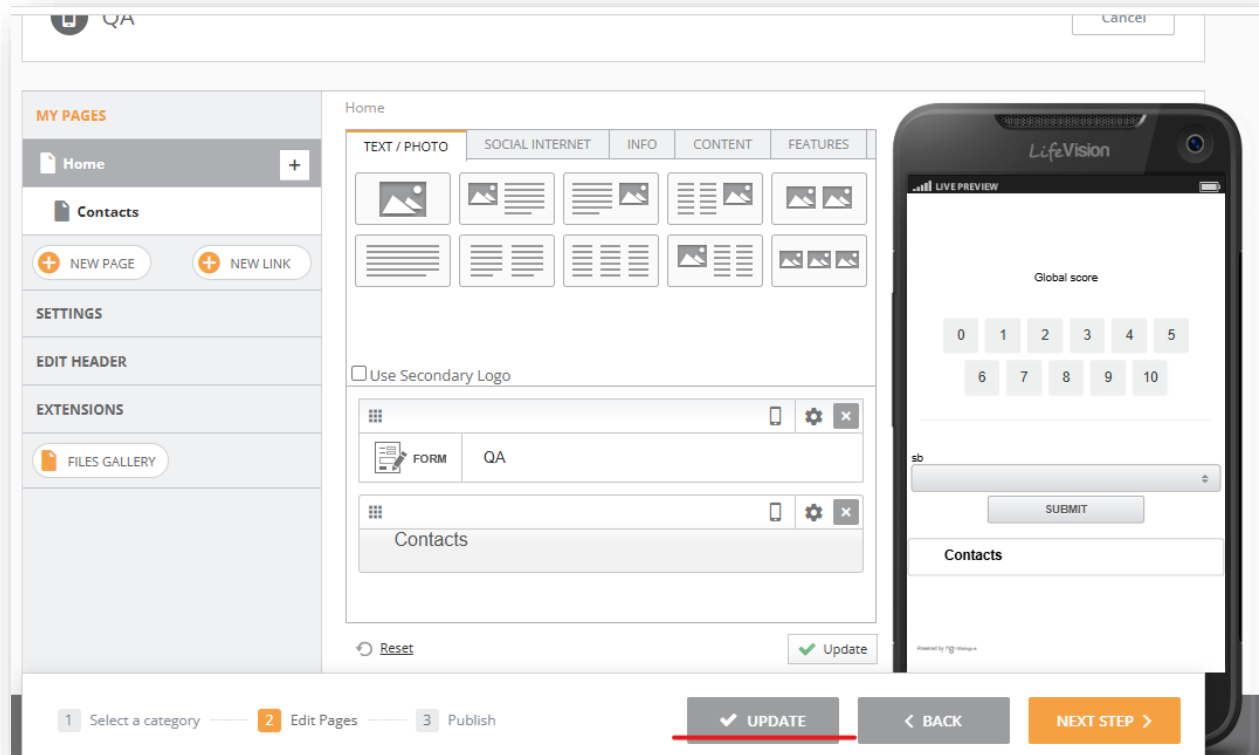 QA
Cancel
MY PAGES
Home
+
Contacts
NEW PAGE
NEW LINK
SETTINGS
EDIT HEADER
EXTENSIONS
FILES GALLERY
Home
TEXT / PHOTO
SOCIAL INTERNET
INFO
CONTENT
FEATURES
Use Secondary Logo
FORM
QA
Contacts
Reset
Update
LifeVision
LIVE PREVIEW
Global score
0 1 2 3 4 5
6 7 8 9 10
sb
SUBMIT
Contacts
Powered by
1 Select a category
2 Edit Pages
3 Publish
UPDATE
BACK
NEXT STEP